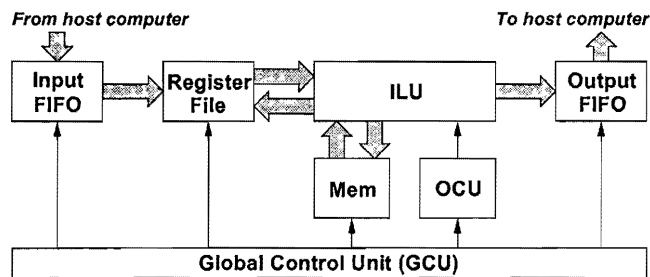 From host computer
To host computer
Input
FIFO
Register
File
ILU
Output
FIFO
Mem
OCU
Global Control Unit (GCU)